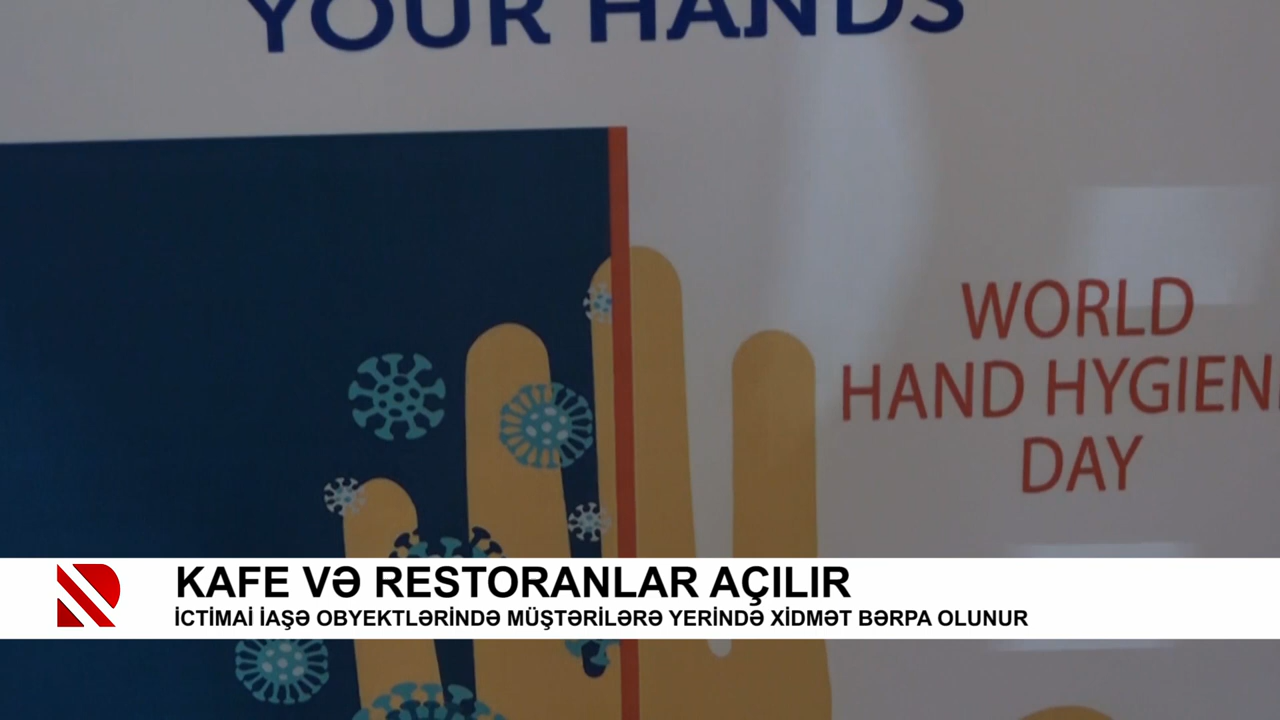 YOUR HANDS
WORLD
HAND HYGIEN
DAY
KAFE VƏ RESTORANLAR AÇILIR
İCTİMAİ İAŞƏ OBYEKTLƏRİNDƏ MÜŞTƏRİLƏRƏ YERİNDƏ XİDMƏT BƏRPA OLUNUR